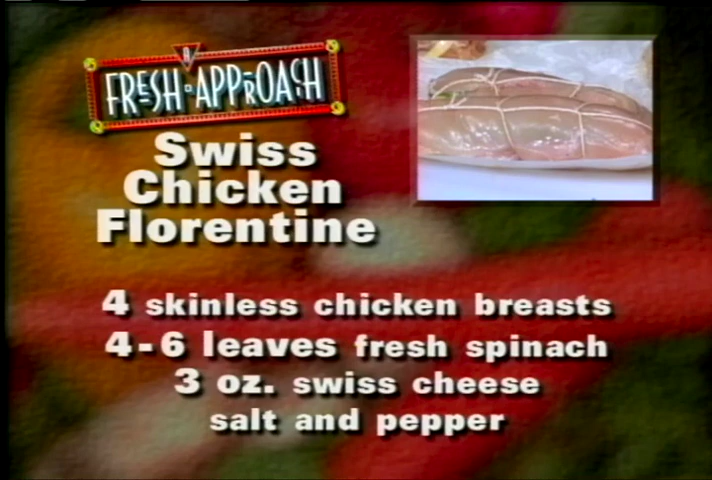 A
FRESH APPROACH
Swiss
Chicken
Florentine
4 skinless chicken breasts
4-6 leaves fresh spinach
3 oz. swiss cheese
salt and pepper